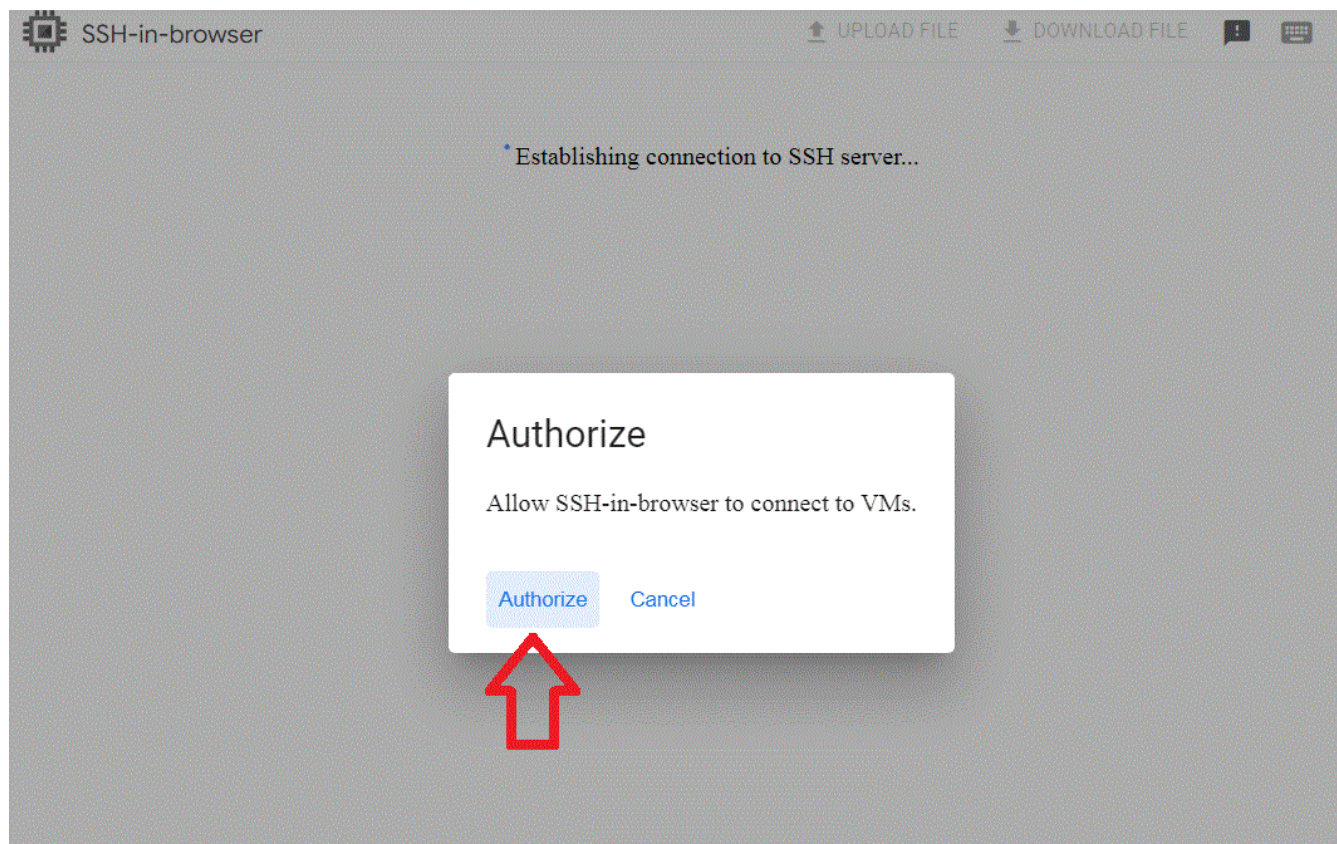 SSH-in-browser
UPLOAD FILE
DOWNLOAD FILE
Establishing connection to SSH server...
Authorize
Allow SSH-in-browser to connect to VMs.
Authorize
Cancel